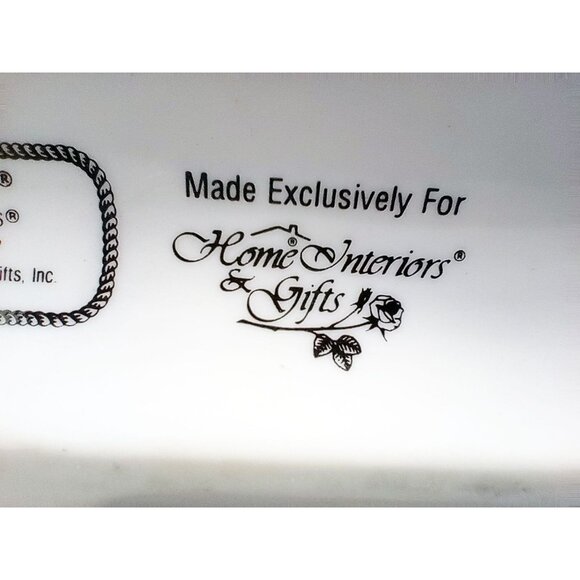 ®
S®
ifts, Inc.
Made Exclusively For
Home Interiors®
& Gifts